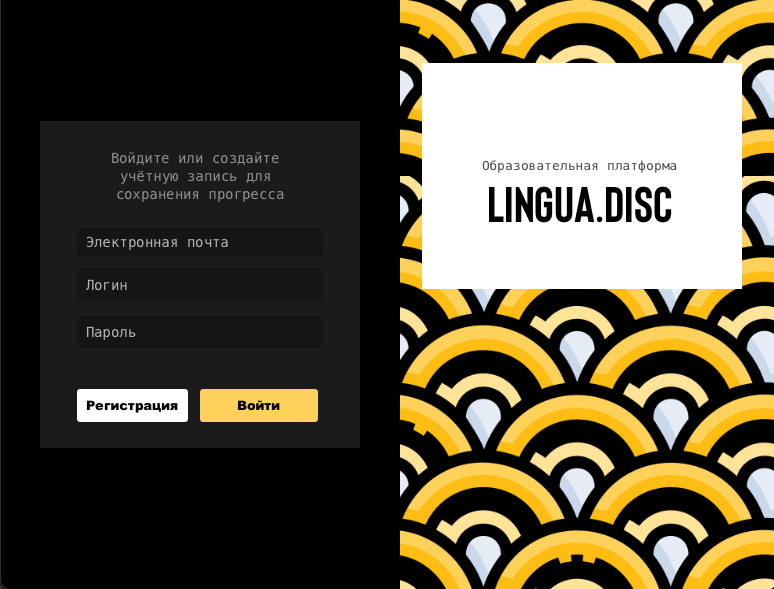 Войдите или создайте
учётную запись для
сохранения прогресса
Электронная почта
Логин
Пароль
Регистрация
Войти
Образовательная платформа
LINGUA.DISC